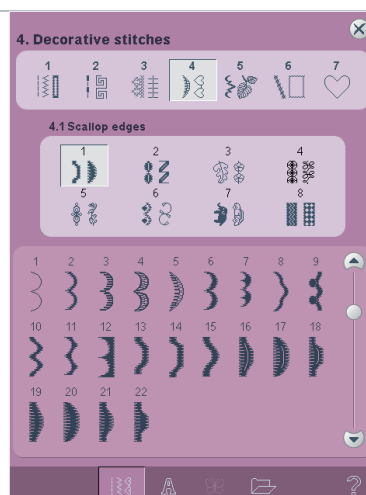 4. Decorative stitches
1 2 3 4 5 6 7
4.1 Scallop edges
1 2 3 4
5 6 7 8
1 2 3 4 5 6 7 8 9
10 11 12 13 14 15 16 17 18
19 20 21 22
A ?